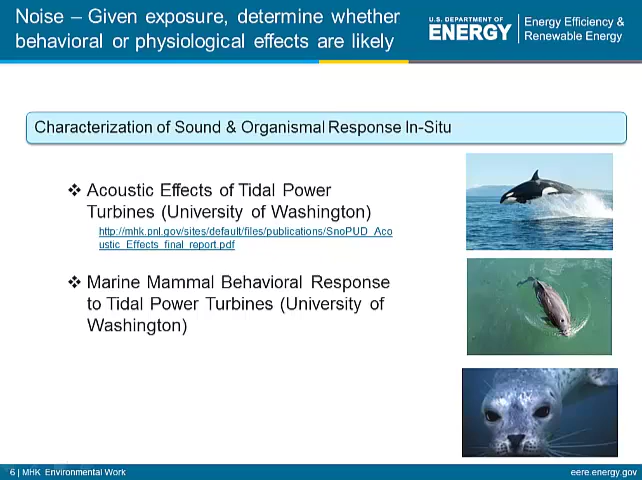 Noise – Given exposure, determine whether
behavioral or physiological effects are likely
U.S. DEPARTMENT OF
ENERGY
Energy Efficiency &
Renewable Energy
Characterization of Sound & Organismal Response In-Situ
❖ Acoustic Effects of Tidal Power
Turbines (University of Washington)
http://mhk.pnl.gov/sites/default/files/publications/SnoPUD_Aco
ustic_Effects_final_report.pdf
❖ Marine Mammal Behavioral Response
to Tidal Power Turbines (University of
Washington)
6 | MHK Environmental Work
eere.energy.gov